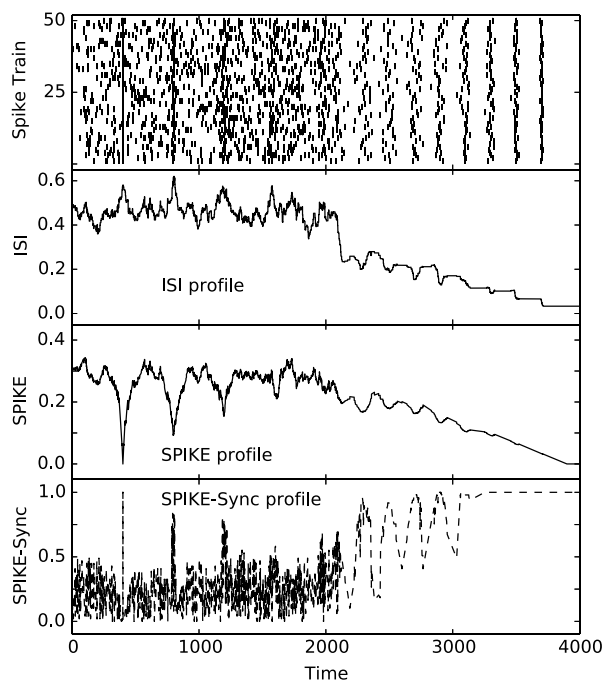 50
25
Spike Train
0.6
0.4
0.2
0.0
ISI
ISI profile
0.4
0.2
0.0
SPIKE
SPIKE profile
1.0
0.5
0.0
SPIKE-Sync
SPIKE-Sync profile
0 1000 2000 3000 4000
Time